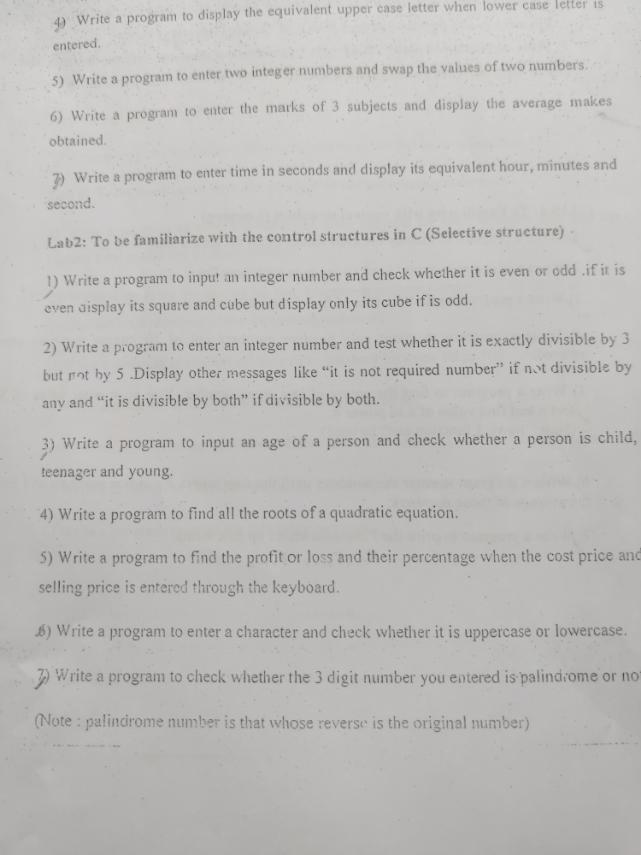 4) Write a program to display the equivalent upper case letter when lower case letter is
entered.
5) Write a program to enter two integer numbers and swap the values of two numbers.
6) Write a program to enter the marks of 3 subjects and display the average makes
obtained.
7) Write a program to enter time in seconds and display its equivalent hour, minutes and
second.
Lab2: To be familiarize with the control structures in C (Selective structure)
1) Write a program to input an integer number and check whether it is even or odd .if it is
even display its square and cube but display only its cube if is odd.
2) Write a program to enter an integer number and test whether it is exactly divisible by 3
but not by 5 .Display other messages like “it is not required number” if not divisible by
any and “it is divisible by both” if divisible by both.
3) Write a program to input an age of a person and check whether a person is child,
teenager and young.
4) Write a program to find all the roots of a quadratic equation.
5) Write a program to find the profit or loss and their percentage when the cost price and
selling price is entered through the keyboard.
6) Write a program to enter a character and check whether it is uppercase or lowercase.
7) Write a program to check whether the 3 digit number you entered is palindrome or no
(Note : palindrome number is that whose reverse is the original number)